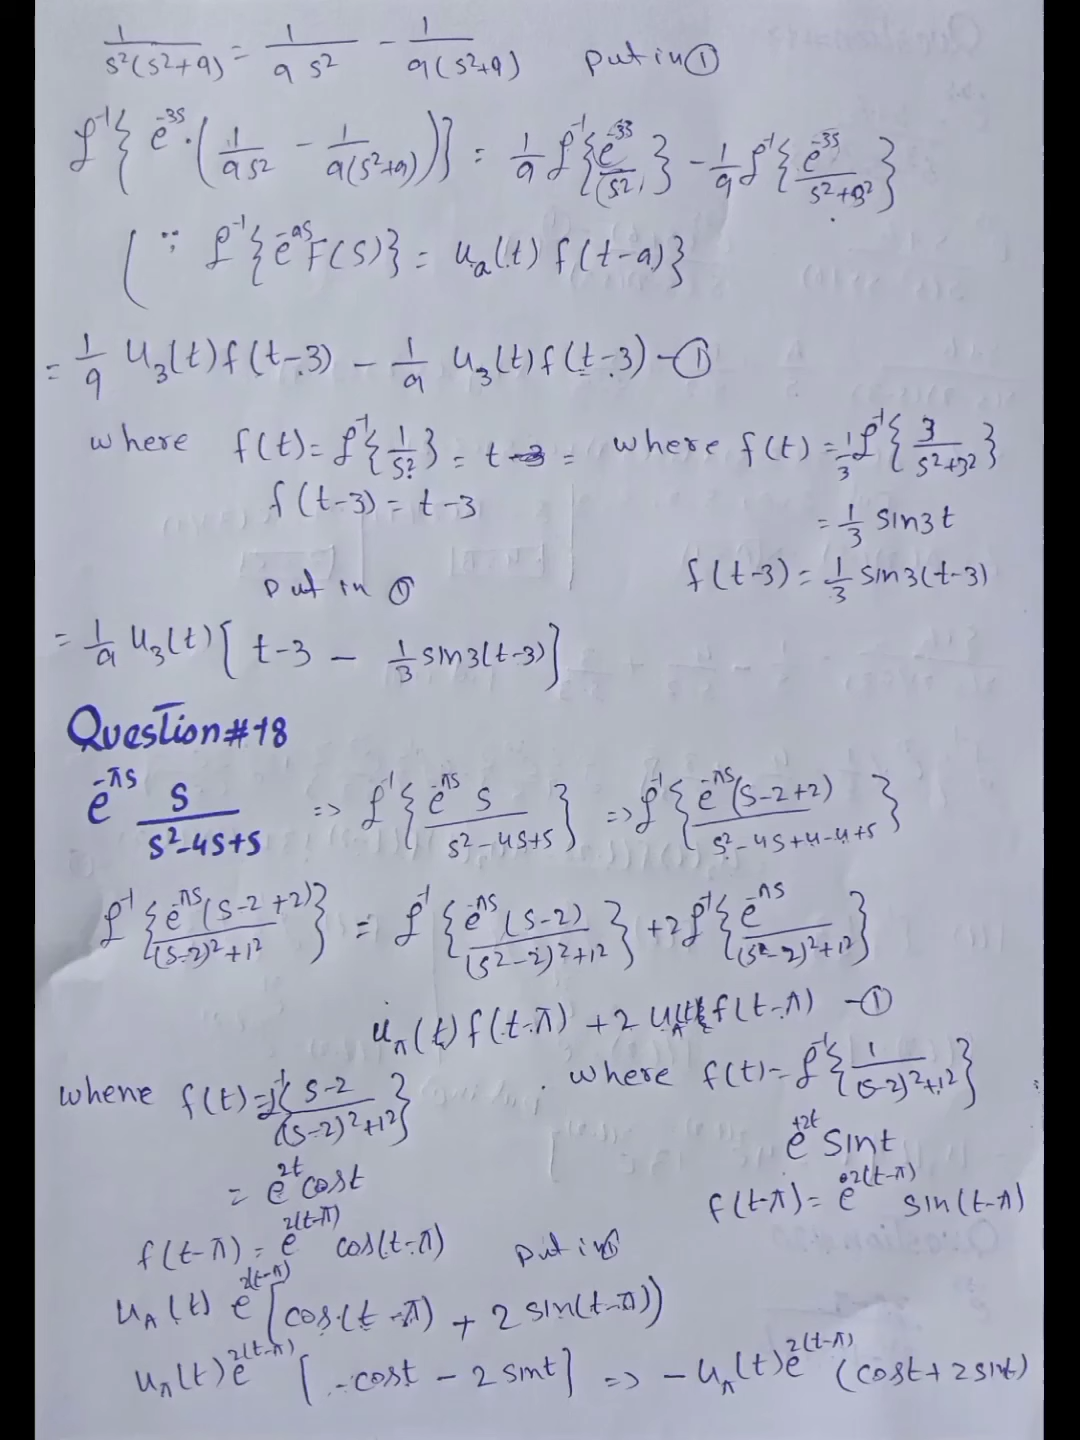 1/(s²(s²+9)) = 1/(9 s²) - 1/(9(s²+9)) put in ①
ℒ⁻¹{ e⁻³ˢ·(1/(9s²) - 1/(9(s²+9)))} = 1/9 ℒ⁻¹{e⁻³ˢ/(s²)} - 1/9 ℒ⁻¹{e⁻³ˢ/(s²+3²)}
( ∵ ℒ⁻¹{e⁻ᵃˢF(s)} = uₐ(t) f(t-a)}
= 1/9 u₃(t) f(t-3) - 1/9 u₃(t) f(t-3) -①
where f(t) = ℒ⁻¹{1/s²} = t = where f(t) = 1/3 ℒ⁻¹{3/(s²+3²)}
f(t-3) = t-3
= 1/3 sin3t
f(t-3) = 1/3 sin3(t-3)
put in ①
= 1/9 u₃(t)[ t-3 - 1/3 sin3(t-3)]
Question#18
e^(-πs) s/(s²-4s+5) => ℒ⁻¹{e^(-πs) s/(s²-4s+5)} => ℒ⁻¹{e^(-πs)(s-2+2)/(s²-4s+4-4+5)}
ℒ⁻¹{e^(-πs)(s-2+2)/((s-2)²+1²)} = ℒ⁻¹{e^(-πs)(s-2)/((s²-2)²+1²)} +2ℒ⁻¹{e^(-πs)/((s²-2)²+1²)}
u_π(t) f(t-π) + 2 u_π(t) f(t-π) -①
where f(t) = ℒ⁻¹{(s-2)/((s-2)²+1²)} where f(t) = ℒ⁻¹{1/((s-2)²+1²)}
e^(+2t) sint
= e^(2t) cost
f(t-π) = e^(2(t-π)) sin(t-π)
f(t-π) = e^(2(t-π)) cos(t-π) put in ①
u_π(t) e^(2(t-π)) [cos(t-π) + 2 sin(t-π))
u_π(t) e^(2(t-π)) [-cost - 2 sint] => -u_π(t) e^(2(t-π)) (cost + 2 sint)